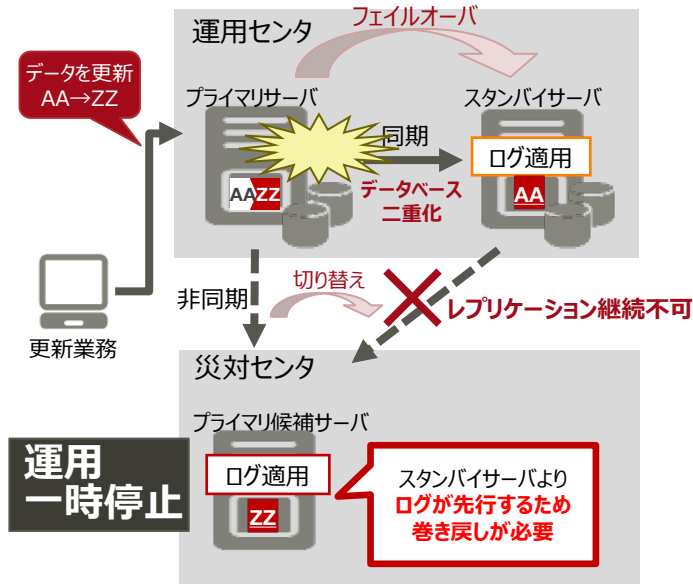 運用センタ
フェイルオーバ
データを更新
AA→ZZ
プライマリサーバ
スタンバイサーバ
同期
ログ適用
AAZZ
データベース
二重化
AA
非同期
切り替え
レプリケーション継続不可
更新業務
災対センタ
プライマリ候補サーバ
運用
一時停止
ログ適用
ZZ
スタンバイサーバより
ログが先行するため
巻き戻しが必要